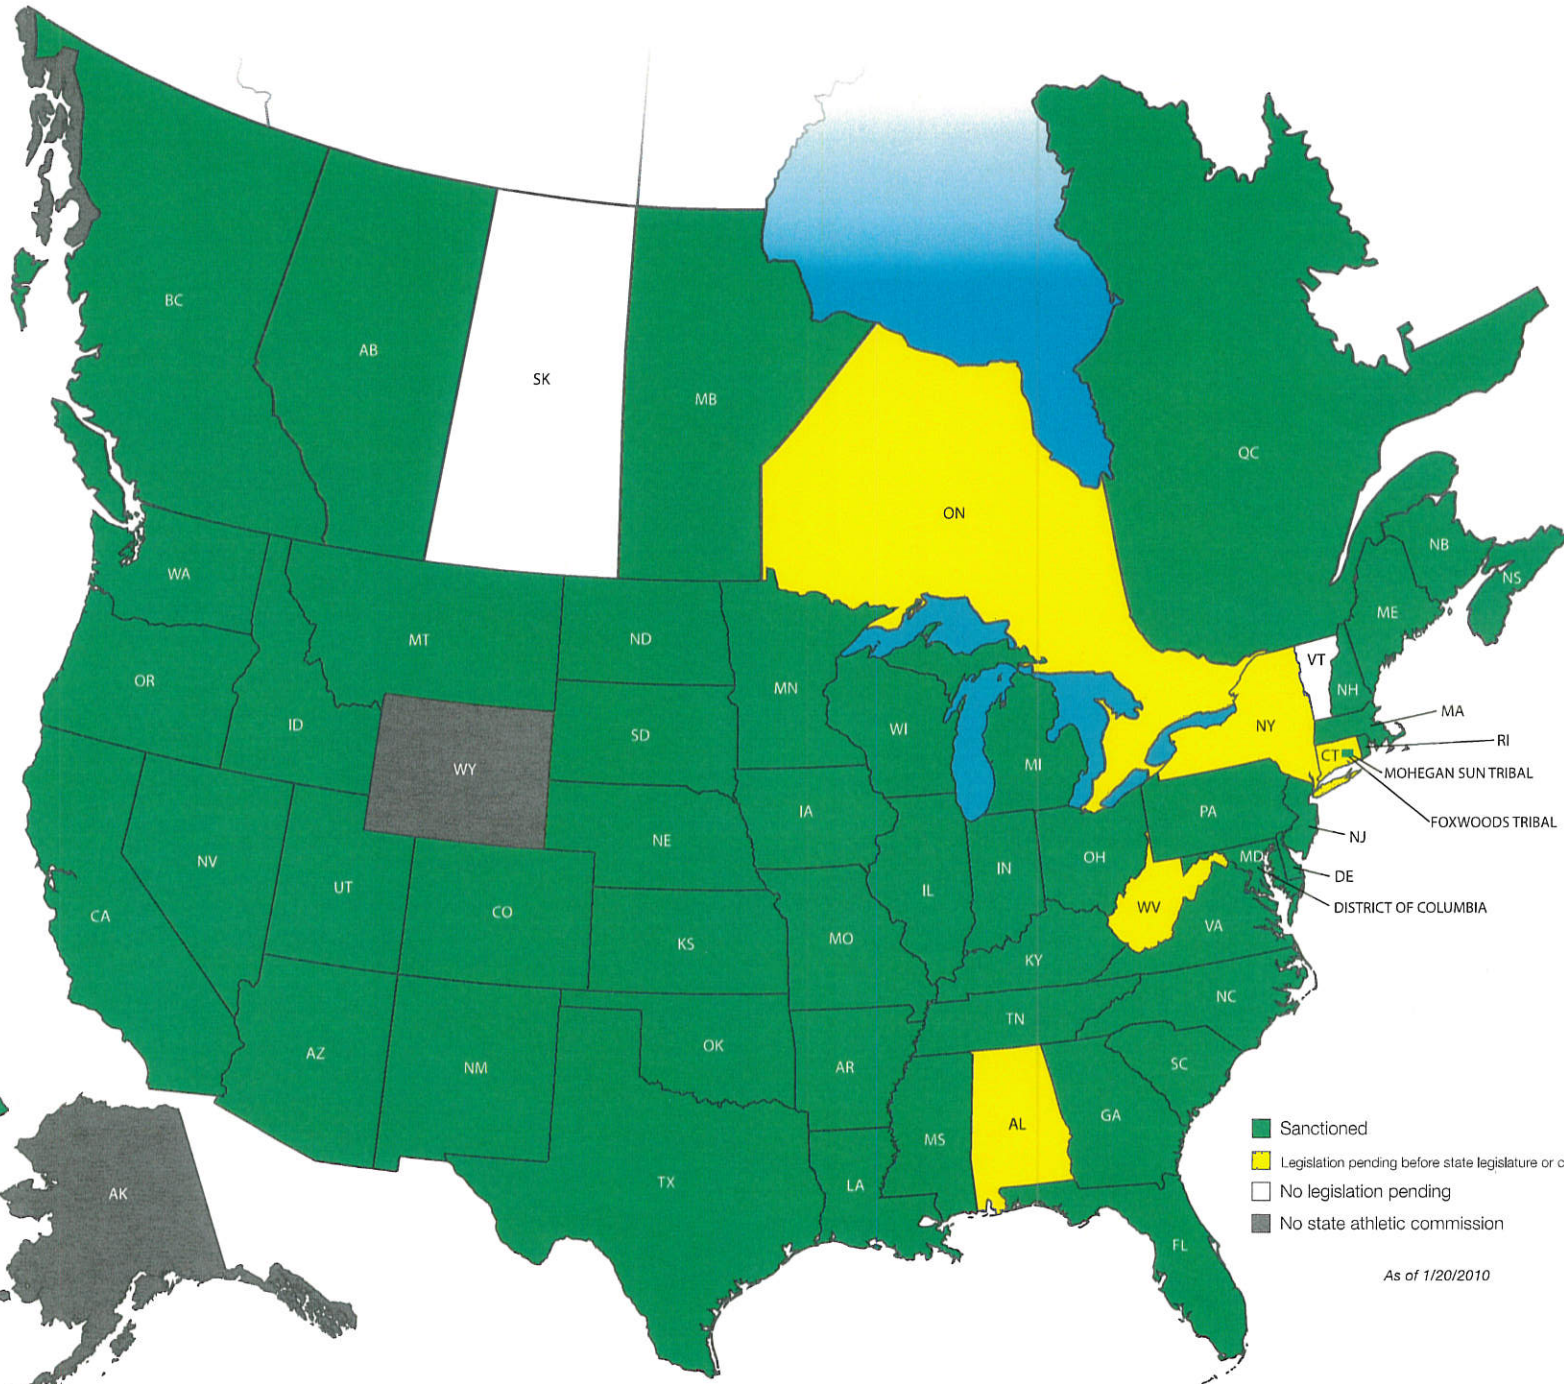 BC
AB
SK
MB
QC
ON
NB
NS
WA
ME
MT
ND
VT
OR
MN
NH
ID
MA
WI
NY
SD
RI
CT
MI
WY
MOHEGAN SUN TRIBAL
IA
PA
FOXWOODS TRIBAL
NJ
NE
MD
OH
NV
IN
DE
UT
IL
WV
DISTRICT OF COLUMBIA
CO
CA
VA
MO
KS
KY
NC
TN
OK
AZ
SC
NM
AR
GA
AL
MS
Sanctioned
Legislation pending before state legislature or c
TX
LA
AK
No legislation pending
No state athletic commission
FL
As of 1/20/2010